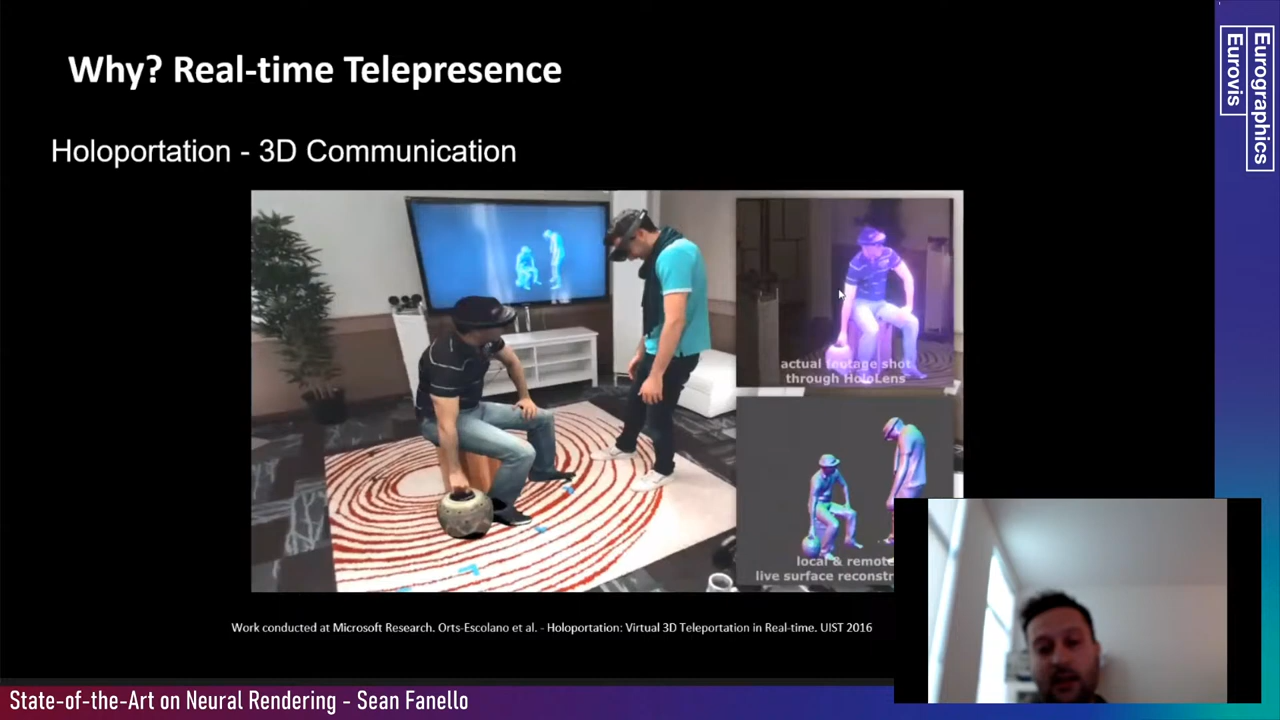 Why? Real-time Telepresence
Holoportation - 3D Communication
actual footage shot
through HoloLens
local & remote
live surface reconstr
Work conducted at Microsoft Research. Orts-Escolano et al. - Holoportation: Virtual 3D Teleportation in Real-time. UIST 2016
State-of-the-Art on Neural Rendering - Sean Fanello
Eurographics
Eurovis